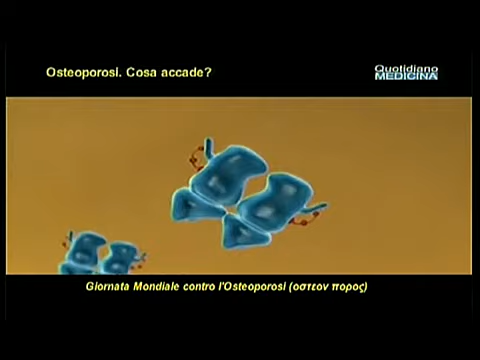 Osteoporosi. Cosa accade?
Quotidiano
MEDICINA
Giornata Mondiale contro l'Osteoporosi (οστεον πορος)